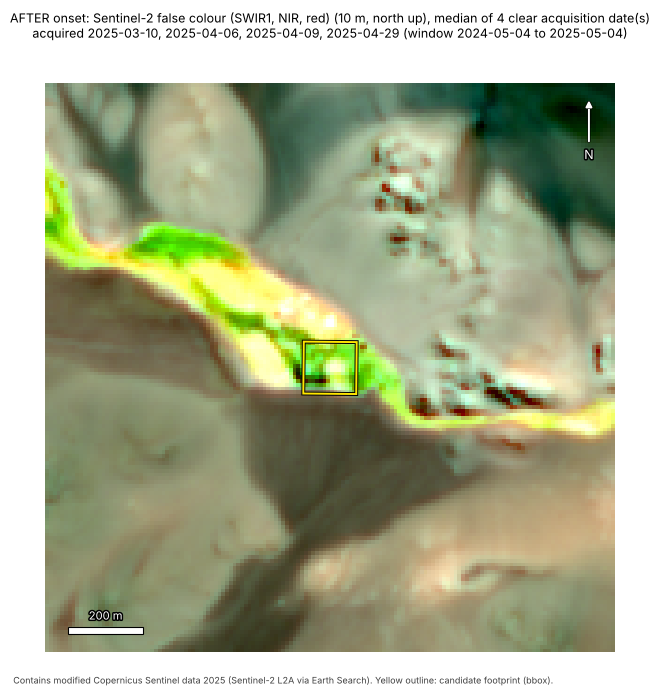 AFTER onset: Sentinel-2 false colour (SWIR1, NIR, red) (10 m, north up), median of 4 clear acquisition date(s)
acquired 2025-03-10, 2025-04-06, 2025-04-09, 2025-04-29 (window 2024-05-04 to 2025-05-04)
N
200 m
Contains modified Copernicus Sentinel data 2025 (Sentinel-2 L2A via Earth Search). Yellow outline: candidate footprint (bbox).